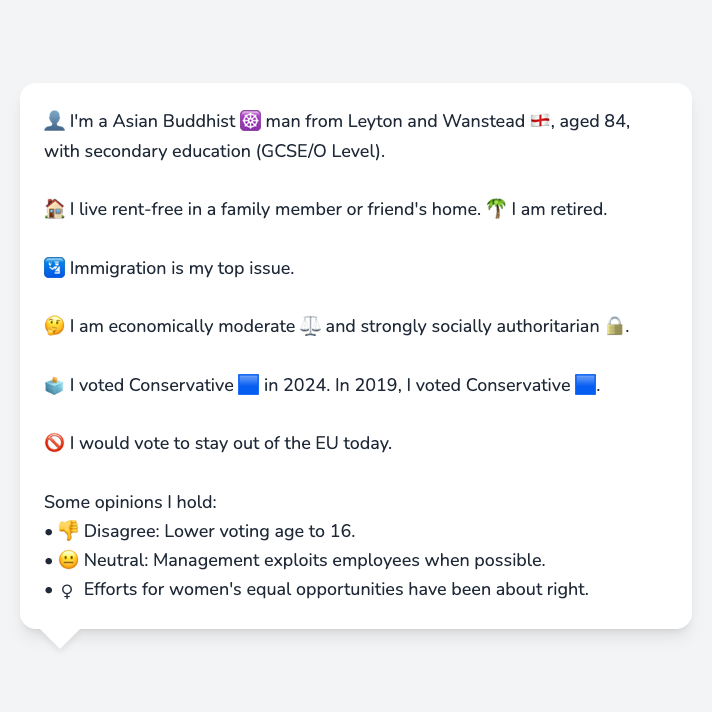 👤 I'm a Asian Buddhist ☸️ man from Leyton and Wanstead 🏴󠁧󠁢󠁥󠁮󠁧󠁿, aged 84,
with secondary education (GCSE/O Level).
🏠 I live rent-free in a family member or friend's home. 🌴 I am retired.
🛂 Immigration is my top issue.
🤔 I am economically moderate ⚖️ and strongly socially authoritarian 🔒.
🗳️ I voted Conservative 🟦 in 2024. In 2019, I voted Conservative 🟦.
🚫 I would vote to stay out of the EU today.
Some opinions I hold:
• 👎 Disagree: Lower voting age to 16.
• 😐 Neutral: Management exploits employees when possible.
• ♀ Efforts for women's equal opportunities have been about right.